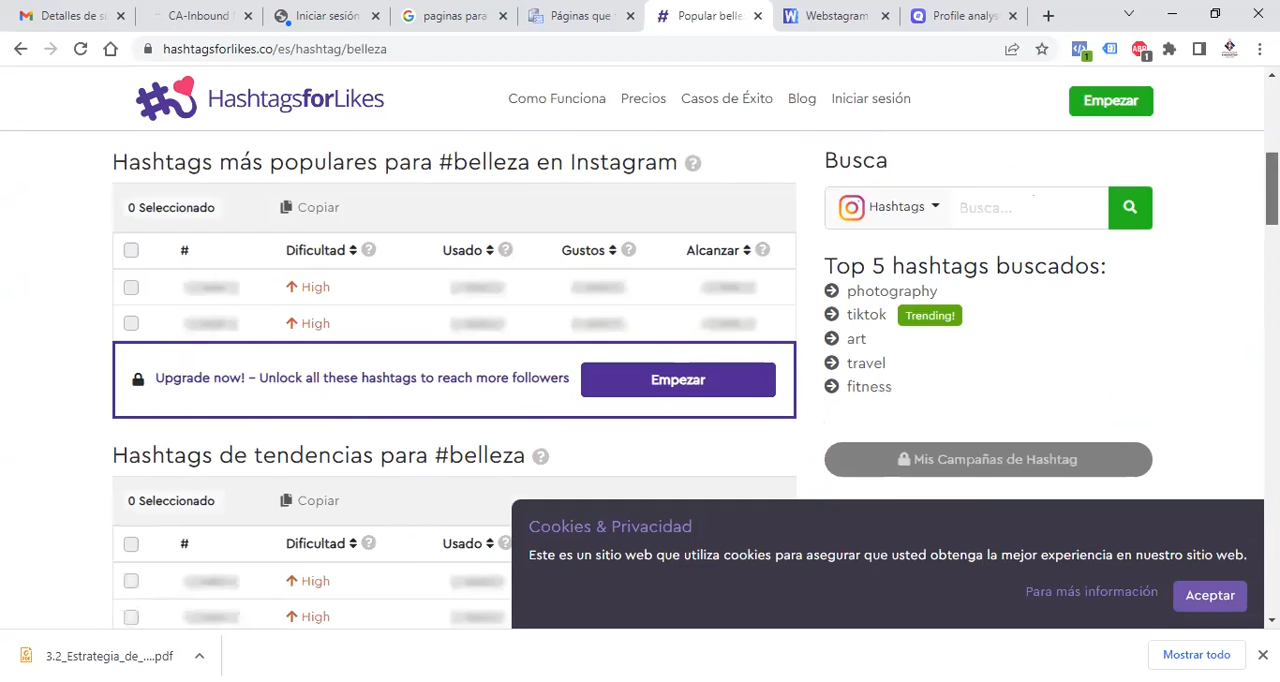 Detalles de si
CA-Inbound f
Iniciar sesión
paginas para
Páginas que
Popular belle
Webstagram
Profile analys
hashtagsforlikes.co/es/hashtag/belleza
HashtagsforLikes
Como Funciona
Precios
Casos de Éxito
Blog
Iniciar sesión
Empezar
Hashtags más populares para #belleza en Instagram ?
0 Seleccionado
Copiar
# Dificultad ? Usado ? Gustos ? Alcanzar ?
High
High
Upgrade now! - Unlock all these hashtags to reach more followers
Empezar
Hashtags de tendencias para #belleza ?
0 Seleccionado
Copiar
# Dificultad ? Usado ?
High
High
Busca
Hashtags
Busca...
Top 5 hashtags buscados:
photography
tiktok Trending!
art
travel
fitness
Mis Campañas de Hashtag
Cookies & Privacidad
Este es un sitio web que utiliza cookies para asegurar que usted obtenga la mejor experiencia en nuestro sitio web.
Para más información
Aceptar
3.2_Estrategia_de_....pdf
Mostrar todo